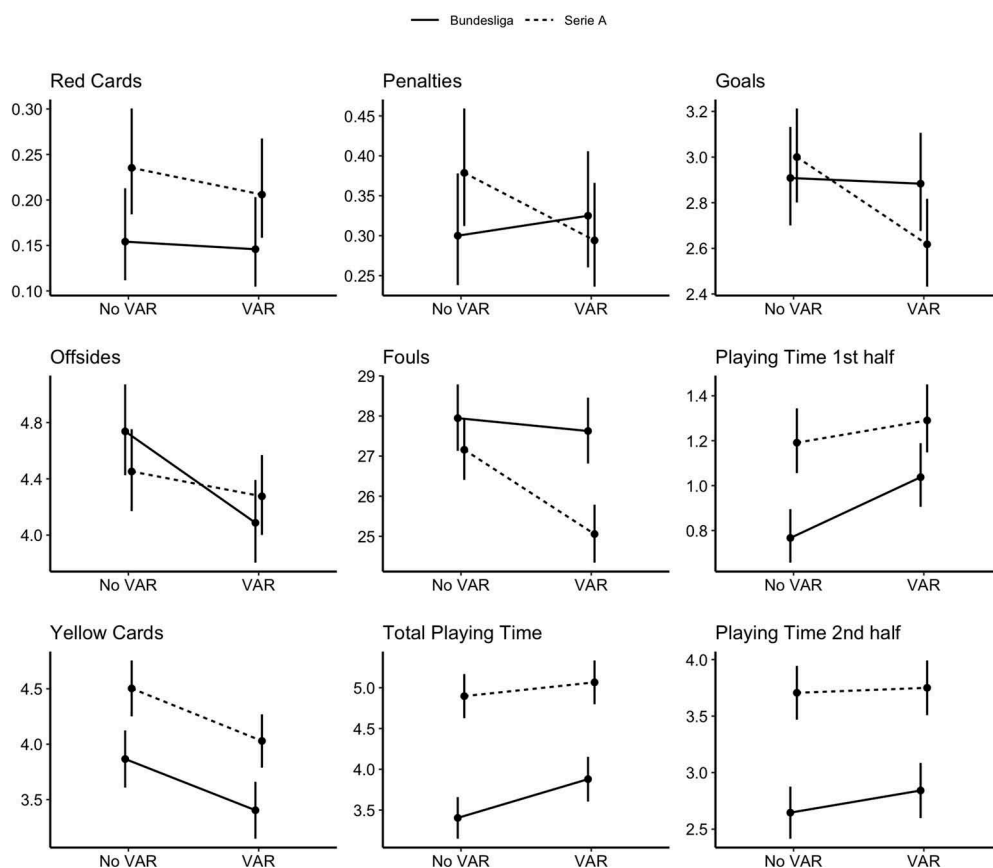 Bundesliga Serie A
Red Cards
0.30
0.25
0.20
0.15
0.10
No VAR VAR
Penalties
0.45
0.40
0.35
0.30
0.25
No VAR VAR
Goals
3.2
3.0
2.8
2.6
2.4
No VAR VAR
Offsides
4.8
4.4
4.0
No VAR VAR
Fouls
29
28
27
26
25
No VAR VAR
Playing Time 1st half
1.4
1.2
1.0
0.8
No VAR VAR
Yellow Cards
4.5
4.0
3.5
No VAR VAR
Total Playing Time
5.0
4.5
4.0
3.5
No VAR VAR
Playing Time 2nd half
4.0
3.5
3.0
2.5
No VAR VAR